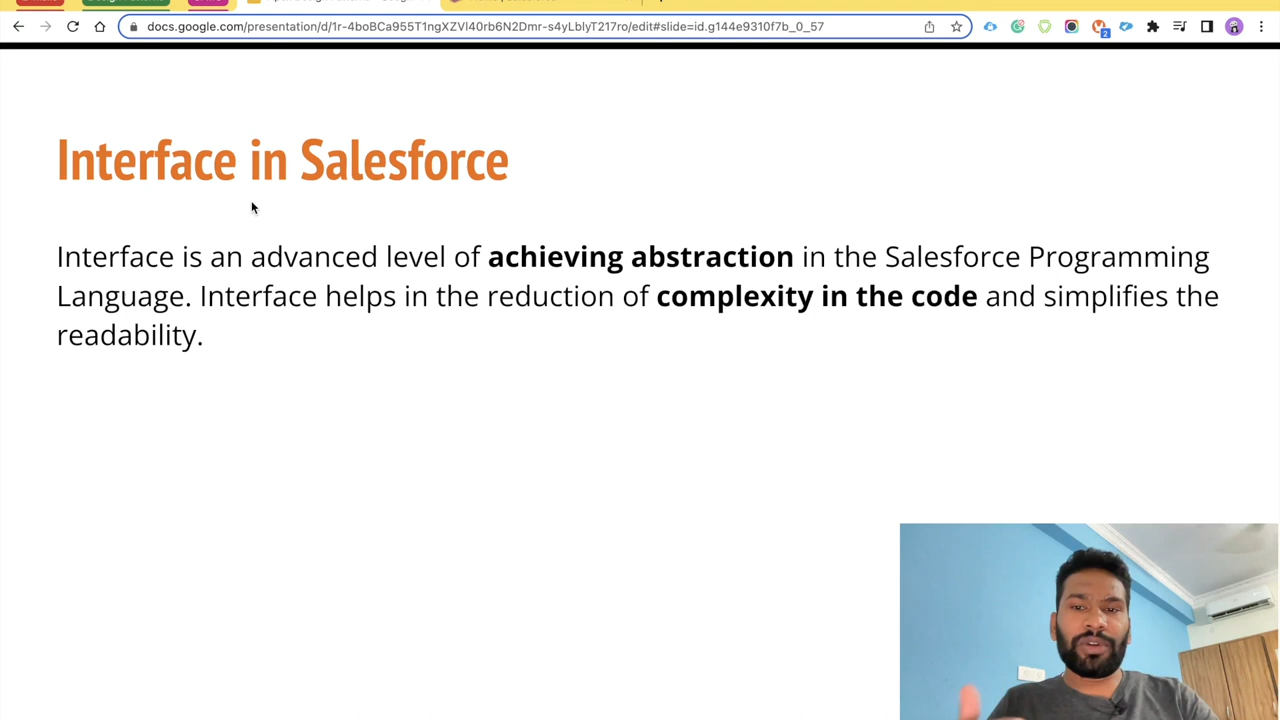 docs.google.com/presentation/d/1r-4boBCa955T1ngXZVl40rb6N2Dmr-s4yLblyT217ro/edit#slide=id.g144e9310f7b_0_57
2
Interface in Salesforce
Interface is an advanced level of achieving abstraction in the Salesforce Programming
Language. Interface helps in the reduction of complexity in the code and simplifies the
readability.